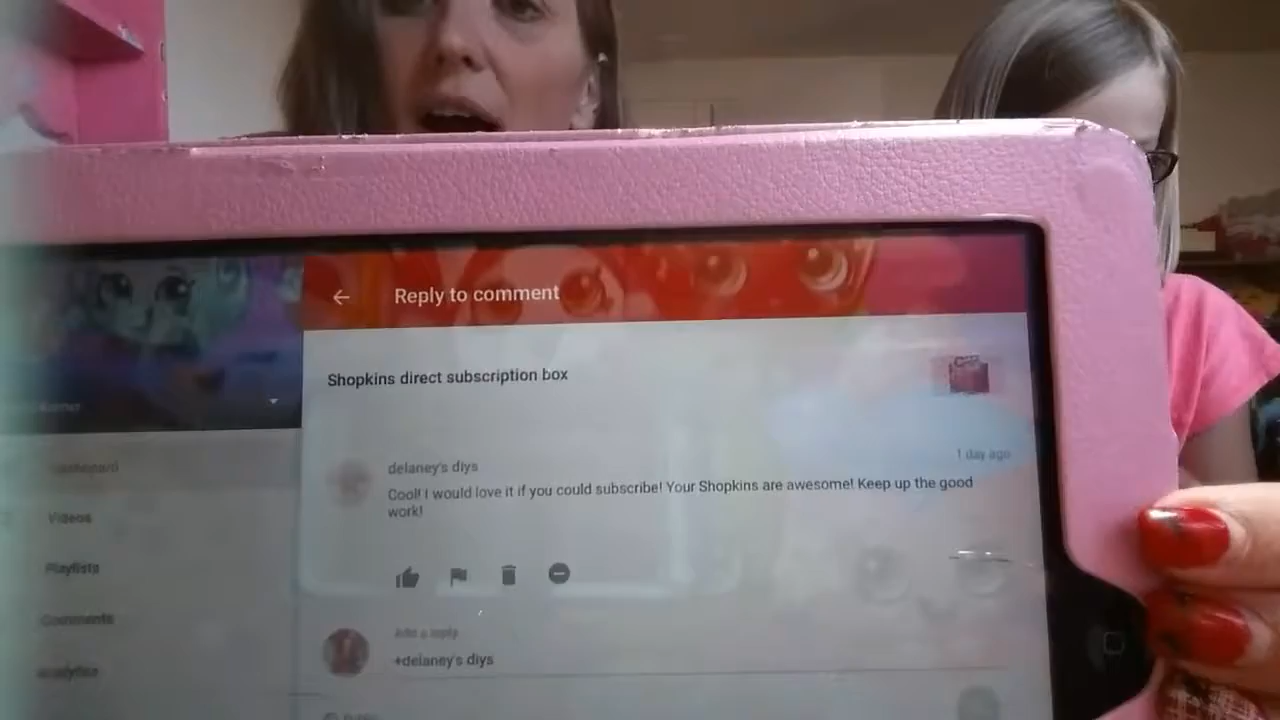 Reply to comment
Shopkins direct subscription box
delaney's diys
1 day ago
Cool! I would love it if you could subscribe! Your Shopkins are awesome! Keep up the good
work!
Videos
Playlists
Comments
Analytics
Add a reply
+delaney's diys